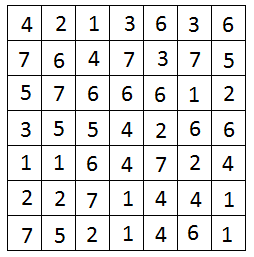 4 2 1 3 6 3 6
7 6 4 7 3 7 5
5 7 6 6 6 1 2
3 5 5 4 2 6 6
1 1 6 4 7 2 4
2 2 7 1 4 4 1
7 5 2 1 4 6 1